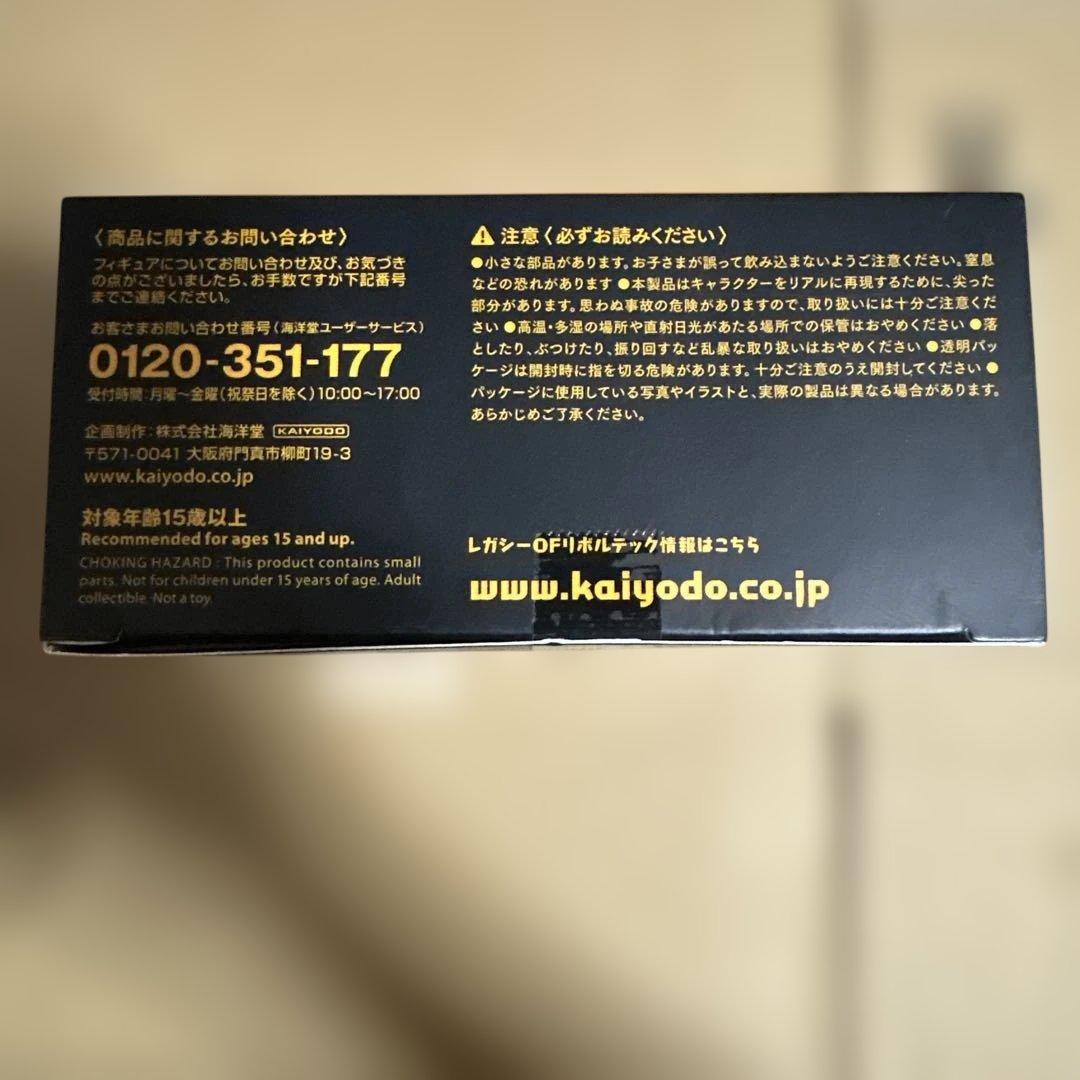 〈商品に関するお問い合わせ〉
フィギュアについてお問い合わせ及び、お気づき
の点がございましたら、お手数ですが下記番号
までご連絡ください。
お客さまお問い合わせ番号（海洋堂ユーザーサービス）
0120-351-177
受付時間:月曜〜金曜（祝祭日を除く）10:00〜17:00
企画制作:株式会社海洋堂 KAIYODO
〒571-0041 大阪府門真市柳町19-3
www.kaiyodo.co.jp
対象年齢15歳以上
Recommended for ages 15 and up.
CHOKING HAZARD : This product contains small
parts. Not for children under 15 years of age. Adult
collectible. Not a toy.
⚠ 注意〈必ずお読みください〉
●小さな部品があります。お子さまが誤って飲み込まないようご注意ください。窒息
などの恐れがあります ●本製品はキャラクターをリアルに再現するために、尖った
部分があります。思わぬ事故の危険がありますので、取り扱いには十分ご注意くだ
さい ●高温・多湿の場所や直射日光があたる場所での保管はおやめください ●落
としたり、ぶつけたり、振り回すなど乱暴な取り扱いはおやめください ●透明パッ
ケージは開封時に指を切る危険があります。十分ご注意のうえ開封してください ●
パッケージに使用している写真やイラストと、実際の製品は異なる場合があります。
あらかじめご了承ください。
レガシーOFリボルテック情報はこちら
www.kaiyodo.co.jp